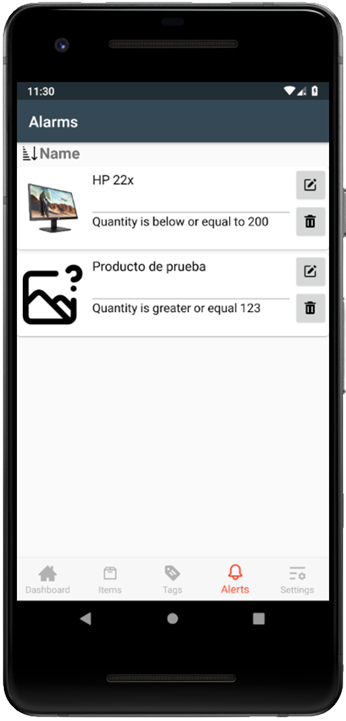 11:30
Alarms
Name
HP 22x
Quantity is below or equal to 200
Producto de prueba
Quantity is greater or equal 123
Dashboard
Items
Tags
Alerts
Settings